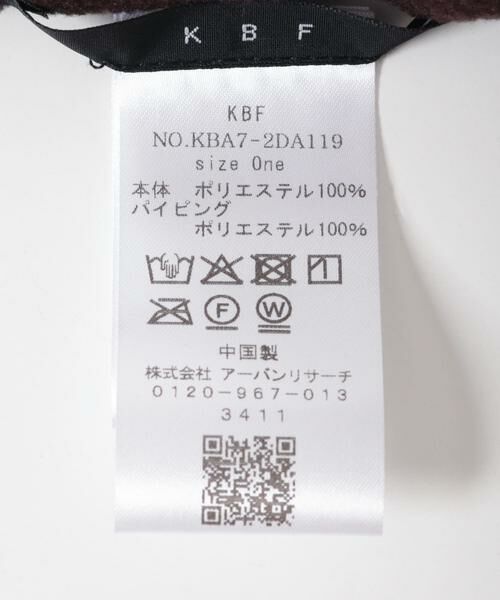 KBF
KBF
NO.KBA7-2DA119
size One
本体 ポリエステル100%
パイピング
ポリエステル100%
F W
中国製
株式会社 アーバンリサーチ
0120-967-013
3411